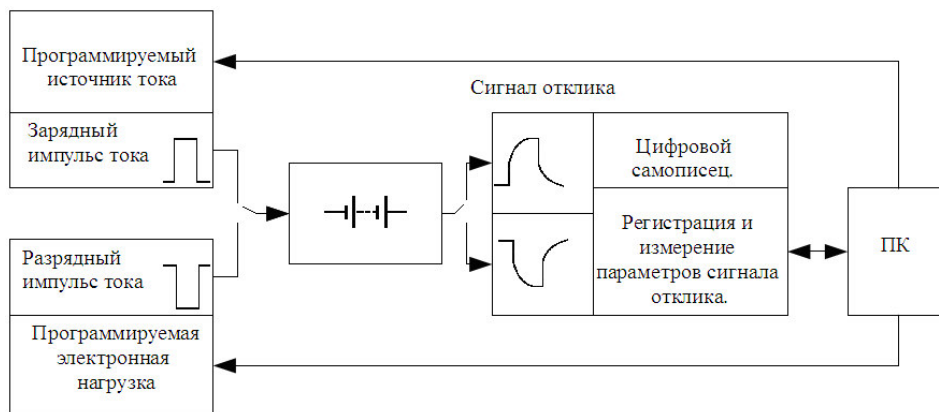 Программируемый
источник тока
Зарядный
импульс тока
Разрядный
импульс тока
Программируемая
электронная
нагрузка
Сигнал отклика
Цифровой
самописец.
Регистрация и
измерение
параметров сигнала
отклика.
ПК